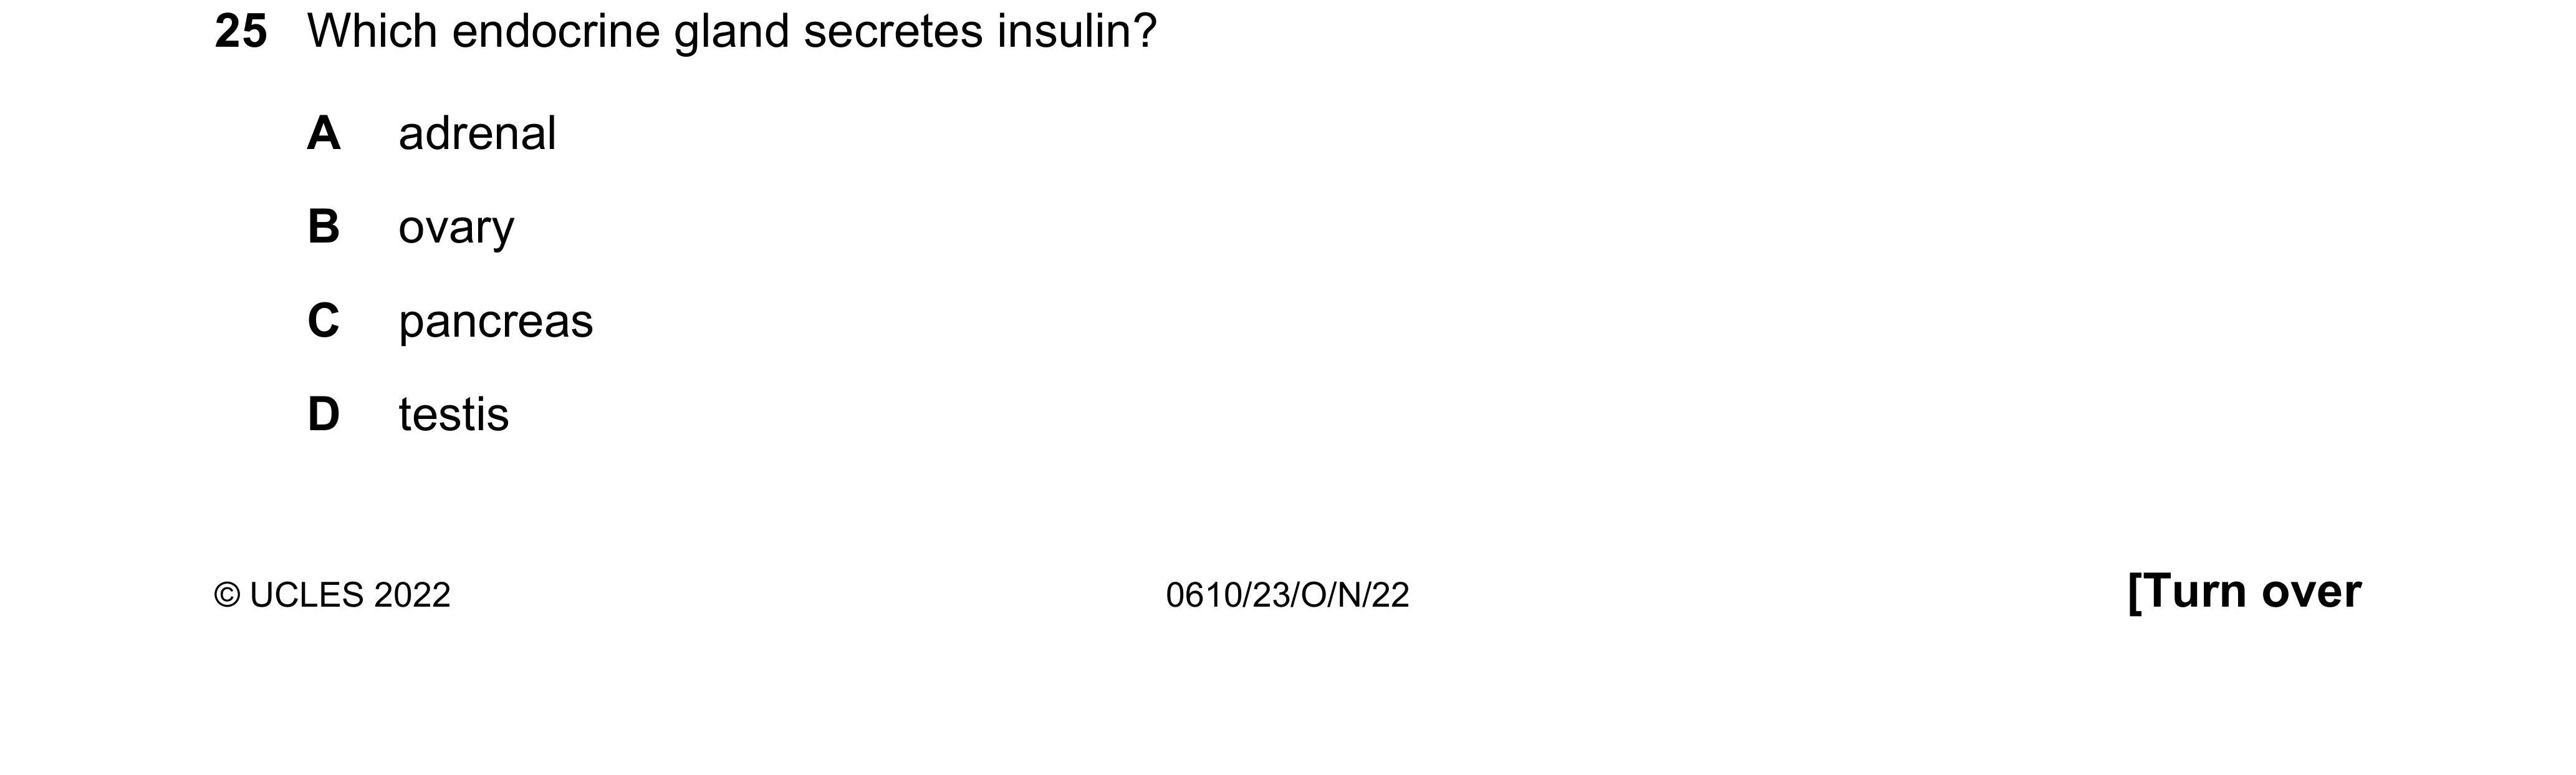 25 Which endocrine gland secretes insulin?
A adrenal
B ovary
C pancreas
D testis
© UCLES 2022 0610/23/O/N/22 [Turn over